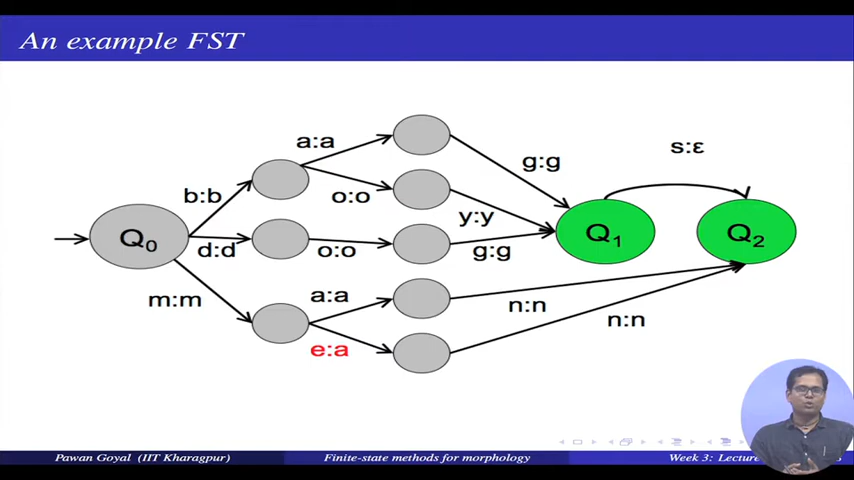 An example FST
a:a
s:ε
g:g
b:b
o:o
y:y
Q0
d:d
o:o
g:g
Q1
Q2
m:m
a:a
n:n
e:a
n:n
Pawan Goyal (IIT Kharagpur)
Finite-state methods for morphology
Week 3: Lecture